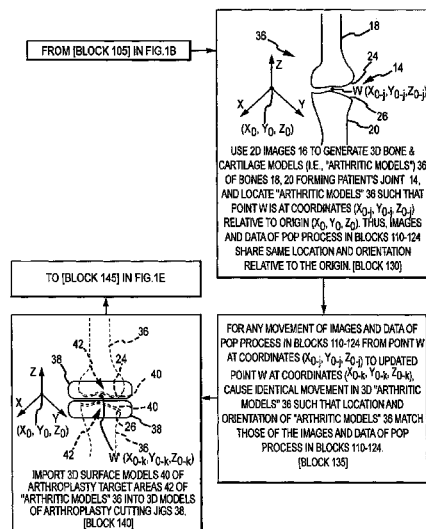 FROM [BLOCK 105] IN FIG.1B
18
36
24
14
Z
W (X0-j, Y0-j, Z0-j)
X
Y
26
(X0, Y0, Z0)
20
USE 2D IMAGES 16 TO GENERATE 3D BONE &
CARTILAGE MODELS (I.E., "ARTHRITIC MODELS") 36
OF BONES 18, 20 FORMING PATIENT'S JOINT 14,
AND LOCATE "ARTHRITIC MODELS" 36 SUCH THAT
POINT W IS AT COORDINATES (X0-j, Y0-j, Z0-j)
RELATIVE TO ORIGIN (X0, Y0, Z0). THUS, IMAGES
AND DATA OF POP PROCESS IN BLOCKS 110-124
SHARE SAME LOCATION AND ORIENTATION
RELATIVE TO THE ORIGIN. [BLOCK 130]
TO [BLOCK 145] IN FIG.1E
FOR ANY MOVEMENT OF IMAGES AND DATA OF
POP PROCESS IN BLOCKS 110-124 FROM POINT W
AT COORDINATES (X0-j, Y0-j, Z0-j) TO UPDATED
POINT W AT COORDINATES (X0-k, Y0-k, Z0-k),
CAUSE IDENTICAL MOVEMENT IN 3D "ARTHRITIC
MODELS" 36 SUCH THAT LOCATION AND
ORIENTATION OF "ARTHRITIC MODELS" 36 MATCH
THOSE OF THE IMAGES AND DATA OF POP
PROCESS IN BLOCKS 110-124.
[BLOCK 135]
36
42
38
24
40
Z
40
X
Y
38
26
(X0, Y0, Z0)
42
36
W (X0-k, Y0-k, Z0-k)
IMPORT 3D SURFACE MODELS 40 OF
ARTHROPLASTY TARGET AREAS 42 OF
"ARTHRITIC MODELS" 36 INTO 3D MODELS
OF ARTHROPLASTY CUTTING JIGS 38.
[BLOCK 140]